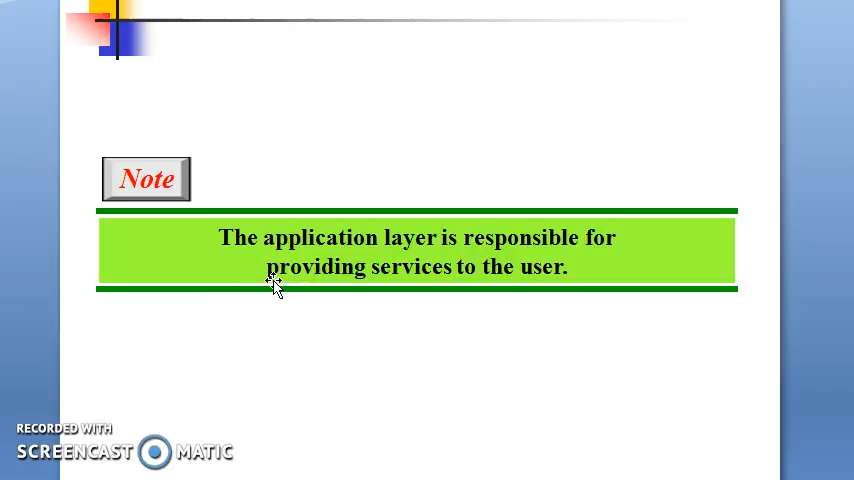 Note
The application layer is responsible for
providing services to the user.
RECORDED WITH
SCREENCAST MATIC